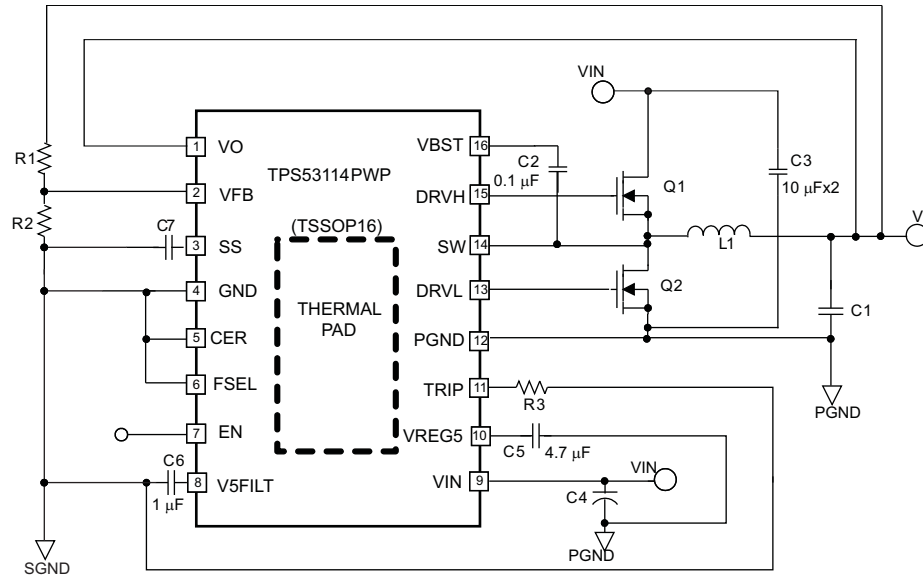 VIN
R1
1 VO
VBST 16
C2
0.1 µF
C3
10 µFx2
TPS53114PWP
2 VFB
DRVH 15
Q1
R2
C7
3 SS
(TSSOP16)
SW 14
L1
V
4 GND
THERMAL
PAD
DRVL 13
Q2
5 CER
PGND 12
C1
6 FSEL
TRIP 11
R3
PGND
7 EN
VREG5 10
C5
4.7 µF
C6
1 µF
8 V5FILT
VIN 9
VIN
C4
PGND
SGND